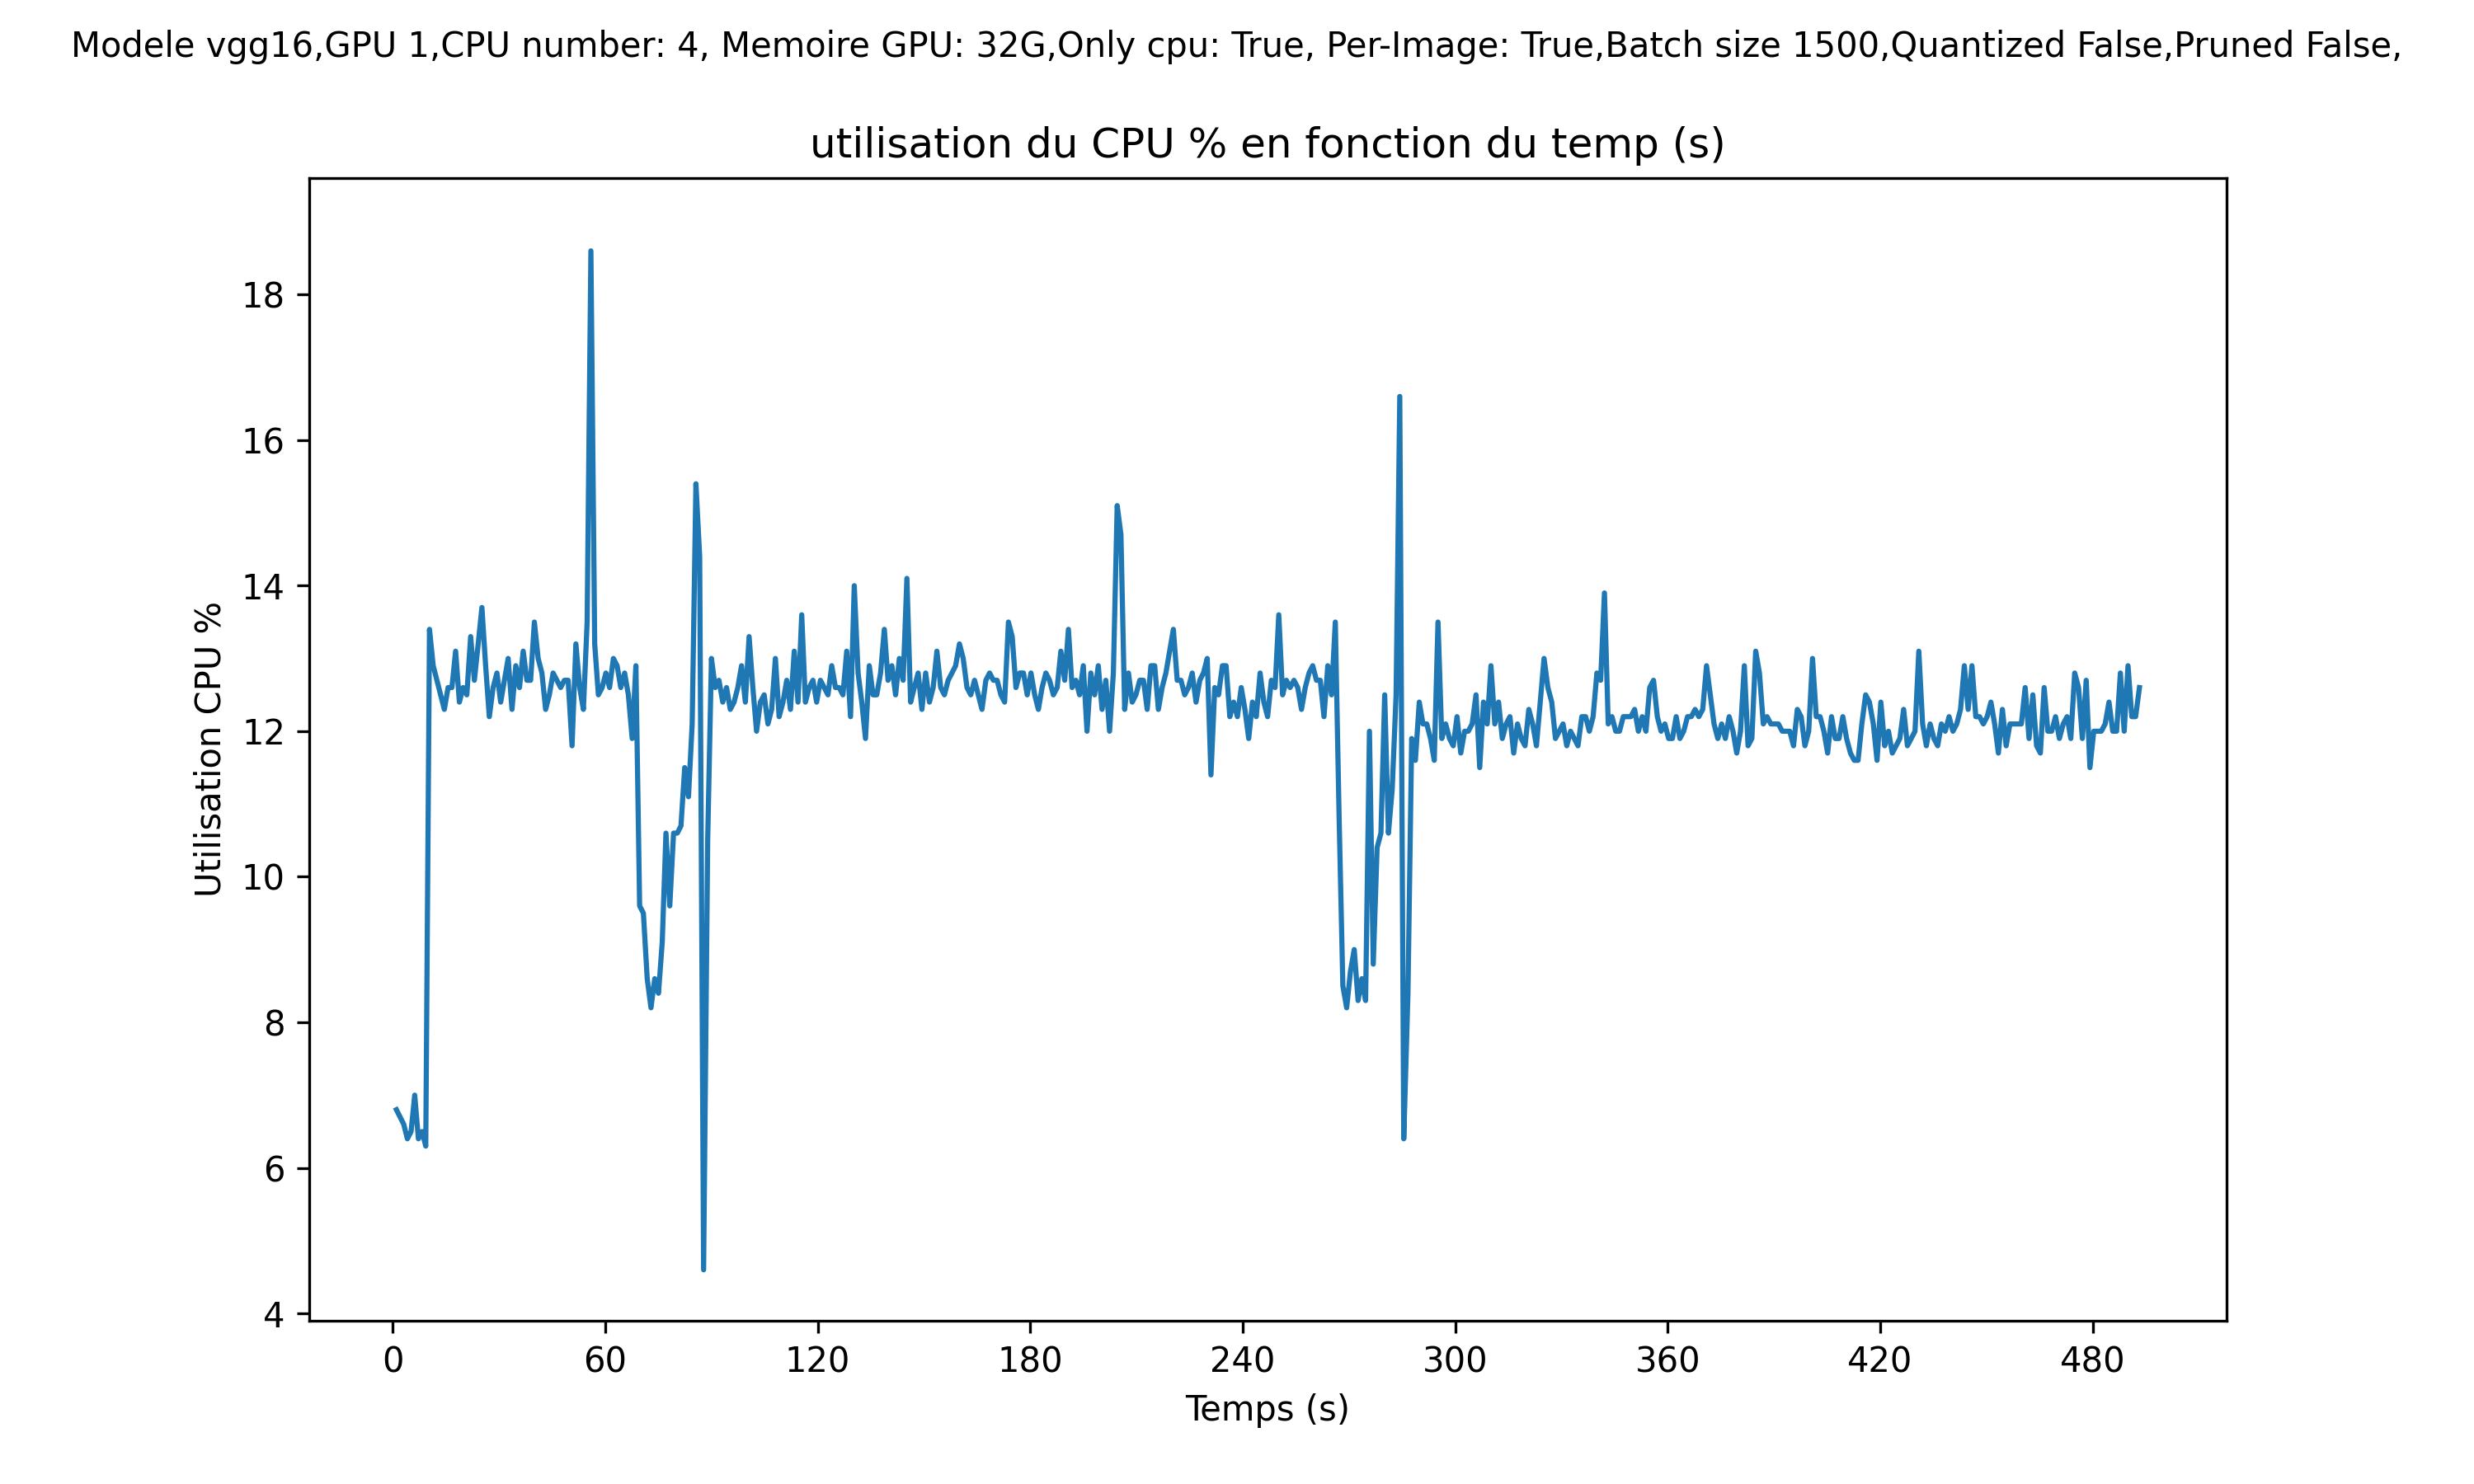 Modele vgg16,GPU 1,CPU number: 4, Memoire GPU: 32G,Only cpu: True, Per-Image: True,Batch size 1500,Quantized False,Pruned False,
utilisation du CPU % en fonction du temp (s)
Utilisation CPU %
18
16
14
12
10
8
6
4
0 60 120 180 240 300 360 420 480
Temps (s)